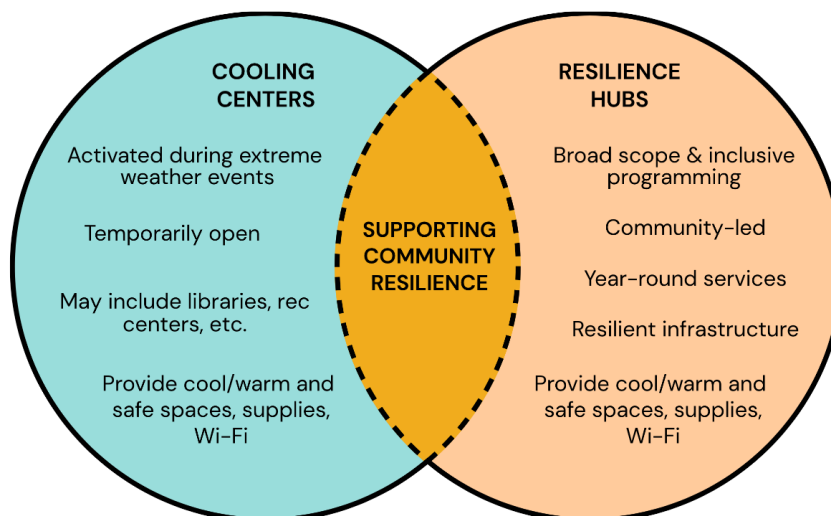 COOLING
CENTERS
Activated during extreme
weather events
Temporarily open
May include libraries, rec
centers, etc.
Provide cool/warm and
safe spaces, supplies,
Wi-Fi
SUPPORTING
COMMUNITY
RESILIENCE
RESILIENCE
HUBS
Broad scope & inclusive
programming
Community-led
Year-round services
Resilient infrastructure
Provide cool/warm and
safe spaces, supplies,
Wi-Fi